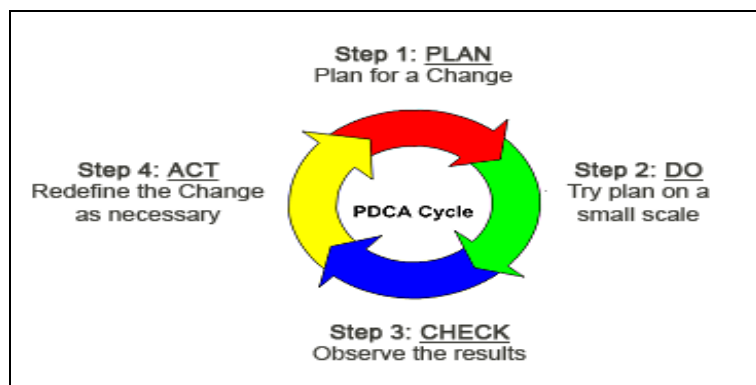 Step 1: PLAN
Plan for a Change
Step 4: ACT
Redefine the Change
as necessary
PDCA Cycle
Step 2: DO
Try plan on a
small scale
Step 3: CHECK
Observe the results